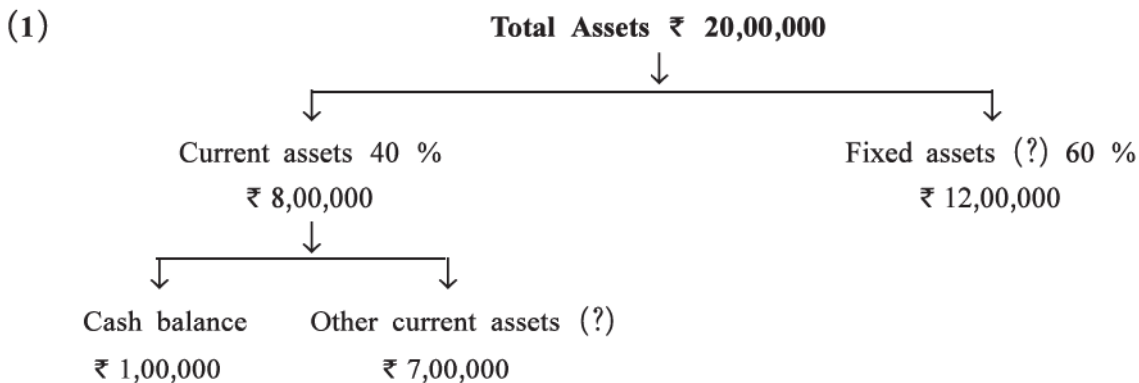 (1) Total Assets ₹ 20,00,000
Current assets 40 % Fixed assets (?) 60 %
₹ 8,00,000 ₹ 12,00,000
Cash balance Other current assets (?)
₹ 1,00,000 ₹ 7,00,000